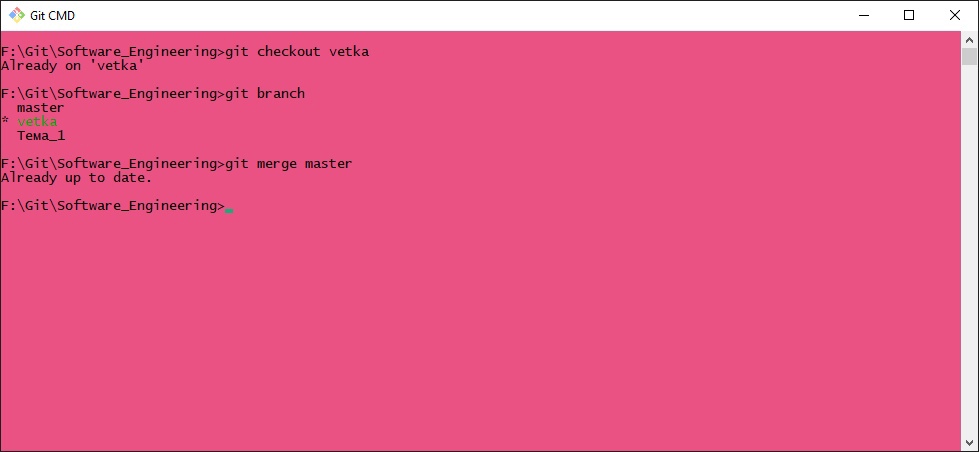 Git CMD
F:\Git\Software_Engineering>git checkout vetka
Already on 'vetka'
F:\Git\Software_Engineering>git branch
  master
* vetka
  Тема_1
F:\Git\Software_Engineering>git merge master
Already up to date.
F:\Git\Software_Engineering>